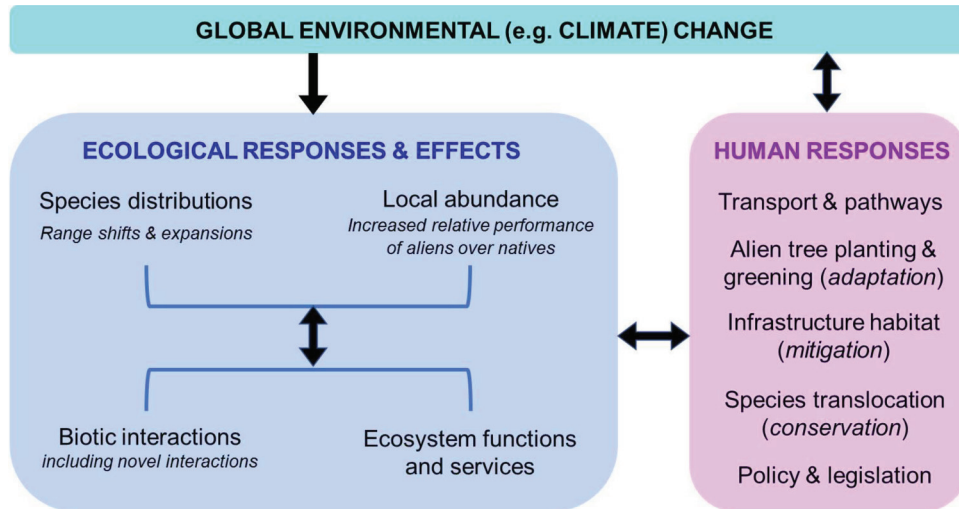 GLOBAL ENVIRONMENTAL (e.g. CLIMATE) CHANGE
ECOLOGICAL RESPONSES & EFFECTS
Species distributions
Range shifts & expansions
Local abundance
Increased relative performance
of aliens over natives
Biotic interactions
including novel interactions
Ecosystem functions
and services
HUMAN RESPONSES
Transport & pathways
Alien tree planting &
greening (adaptation)
Infrastructure habitat
(mitigation)
Species translocation
(conservation)
Policy & legislation